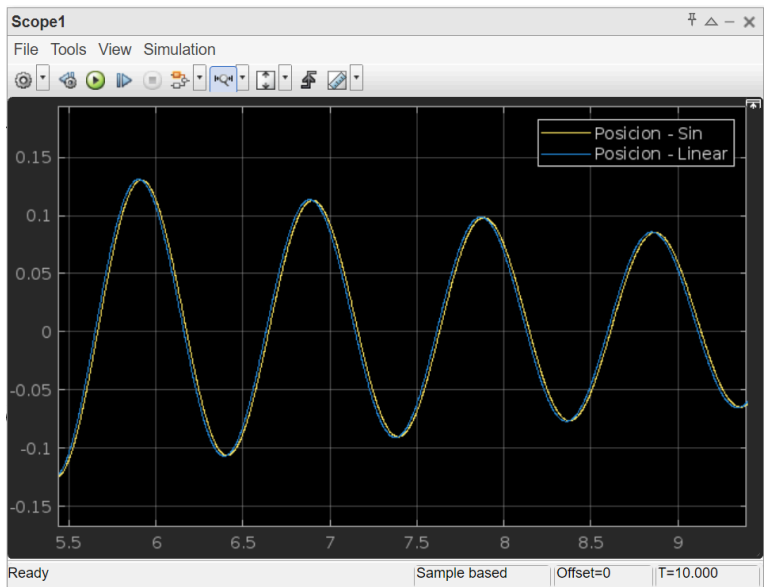 Scope1
File Tools View Simulation
Posicion - Sin
Posicion - Linear
0.15
0.1
0.05
0
-0.05
-0.1
-0.15
5.5 6 6.5 7 7.5 8 8.5 9
Ready Sample based Offset=0 T=10.000